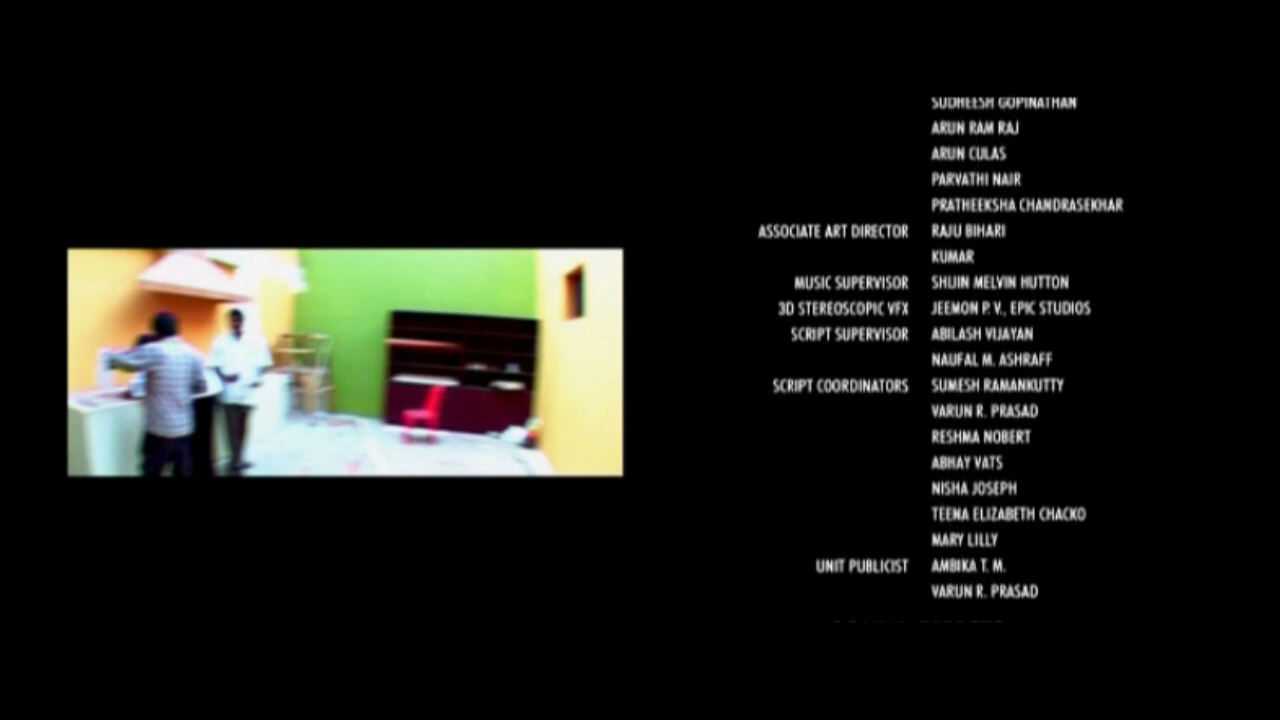 SUDHEESH GOPINATHAN
ARUN RAM RAJ
ARUN CULAS
PARVATHI NAIR
PRATHEEKSHA CHANDRASEKHAR
ASSOCIATE ART DIRECTOR RAJU BIHARI
KUMAR
MUSIC SUPERVISOR SHIJIN MELVIN HUTTON
3D STEREOSCOPIC VFX JEEMON P. V., EPIC STUDIOS
SCRIPT SUPERVISOR ABILASH VIJAYAN
NAUFAL M. ASHRAFF
SCRIPT COORDINATORS SUMESH RAMANKUTTY
VARUN R. PRASAD
RESHMA NOBERT
ABHAY VATS
NISHA JOSEPH
TEENA ELIZABETH CHACKO
MARY LILLY
UNIT PUBLICIST AMBIKA T. M.
VARUN R. PRASAD